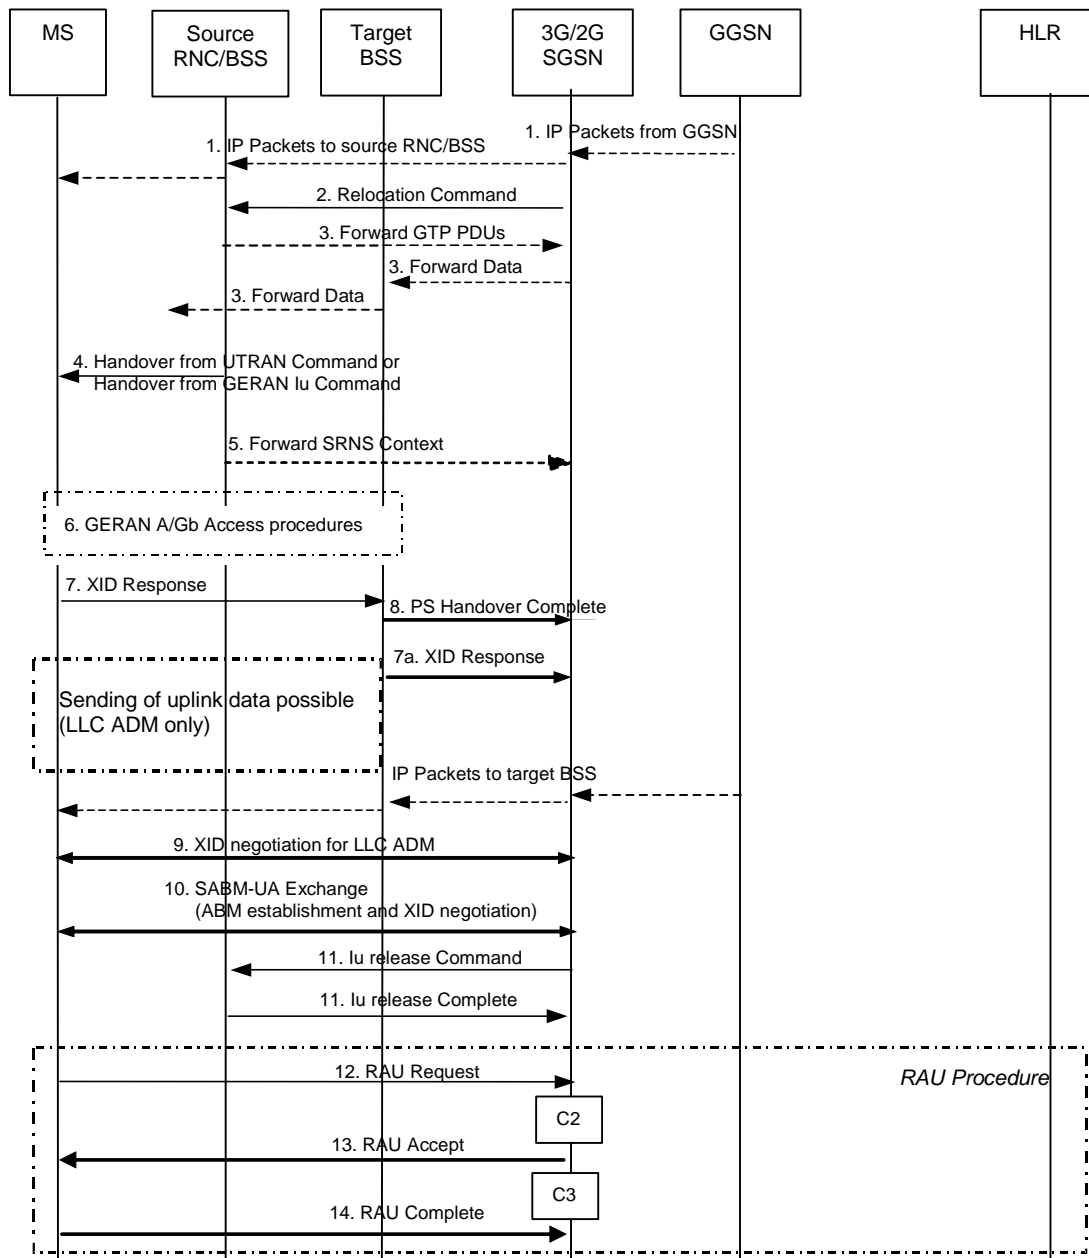 MS
Source
RNC/BSS
Target
BSS
3G/2G
SGSN
GGSN
HLR
1. IP Packets from GGSN
1. IP Packets to source RNC/BSS
2. Relocation Command
3. Forward GTP PDUs
3. Forward Data
3. Forward Data
4. Handover from UTRAN Command or
Handover from GERAN Iu Command
5. Forward SRNS Context
6. GERAN A/Gb Access procedures
7. XID Response
8. PS Handover Complete
7a. XID Response
Sending of uplink data possible
(LLC ADM only)
IP Packets to target BSS
9. XID negotiation for LLC ADM
10. SABM-UA Exchange
(ABM establishment and XID negotiation)
11. Iu release Command
11. Iu release Complete
12. RAU Request
RAU Procedure
C2
13. RAU Accept
C3
14. RAU Complete